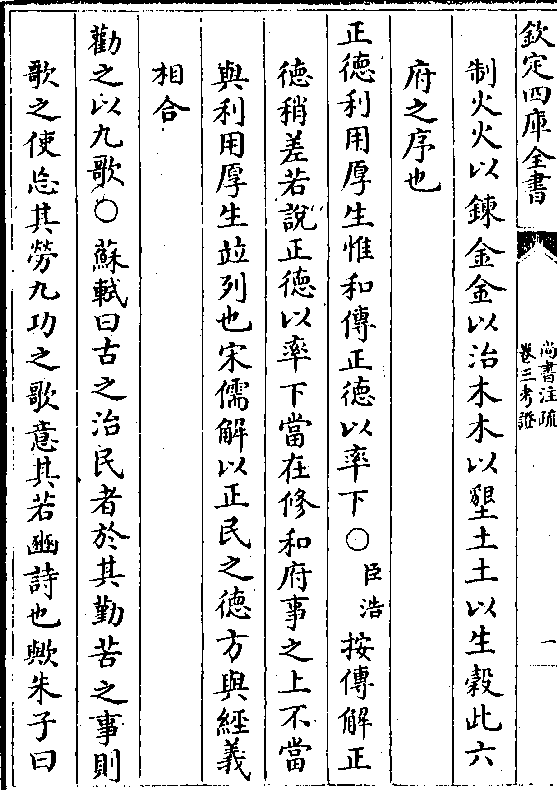 欽定四庫全書
尚書注疏
卷三考證
一
制火火以鍊金金以治木木以墾土土以生穀此六
府之序也
正德利用厚生惟和傳正德以率下○臣浩按傳解正
德稍差若說正德以率下當在修和府事之上不當
與利用厚生竝列也宋儒解以正民之德方與經義
相合
勸之以九歌○蘇軾曰古之治民者於其勤苦之事則
歌之使忘其勞九功之歌意其若豳詩也歟朱子曰